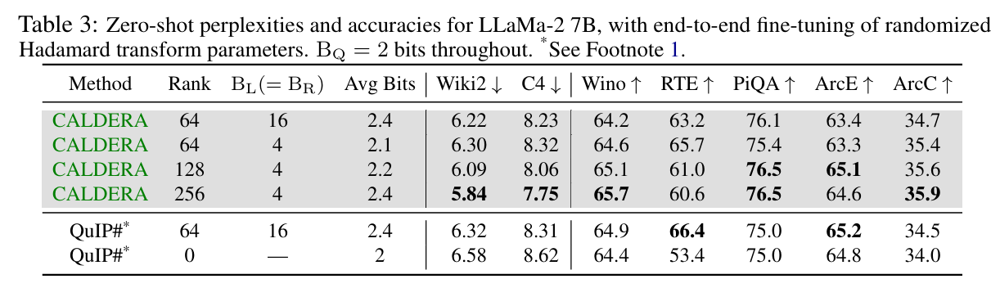 Table 3: Zero-shot perplexities and accuracies for LLaMa-2 7B, with end-to-end fine-tuning of randomized
Hadamard transform parameters. B_Q = 2 bits throughout. *See Footnote 1.
Method Rank B_L(= B_R) Avg Bits Wiki2 ↓ C4 ↓ Wino ↑ RTE ↑ PiQA ↑ ArcE ↑ ArcC ↑
CALDERA 64 16 2.4 6.22 8.23 64.2 63.2 76.1 63.4 34.7
CALDERA 64 4 2.1 6.30 8.32 64.6 65.7 75.4 63.3 35.4
CALDERA 128 4 2.2 6.09 8.06 65.1 61.0 76.5 65.1 35.6
CALDERA 256 4 2.4 5.84 7.75 65.7 60.6 76.5 64.6 35.9
QuIP#* 64 16 2.4 6.32 8.31 64.9 66.4 75.0 65.2 34.5
QuIP#* 0 — 2 6.58 8.62 64.4 53.4 75.0 64.8 34.0